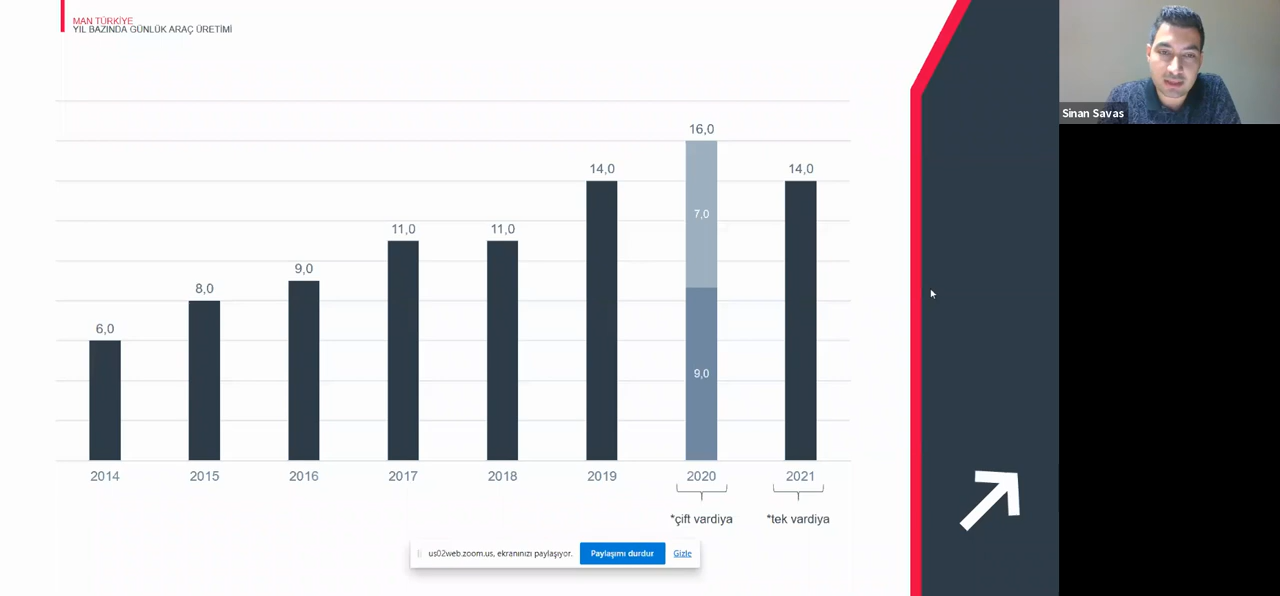 MAN TÜRKİYE
YIL BAZINDA GÜNLÜK ARAÇ ÜRETİMİ
Sinan Savas
6,0
8,0
9,0
11,0
11,0
14,0
16,0
7,0
9,0
14,0
2014
2015
2016
2017
2018
2019
2020
2021
*çift vardiya
*tek vardiya
us02web.zoom.us, ekranınızı paylaşıyor.
Paylaşımı durdur
Gizle